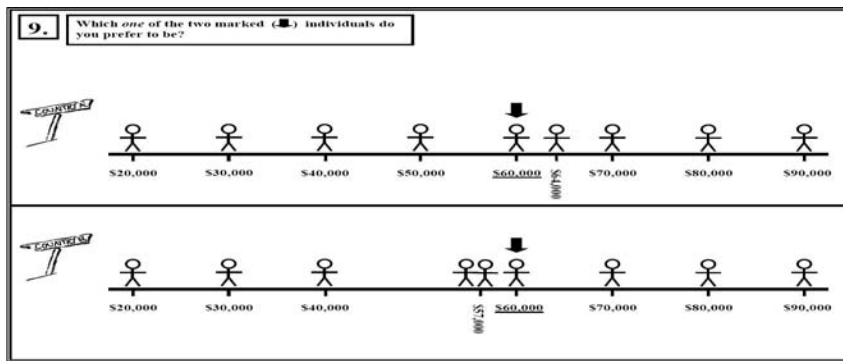 9.
Which one of the two marked ( ) individuals do
you prefer to be?
COUNTRY
$20,000 $30,000 $40,000 $50,000 $60,000 $64,000 $70,000 $80,000 $90,000
COUNTRY
$20,000 $30,000 $40,000 $57,000 $60,000 $70,000 $80,000 $90,000